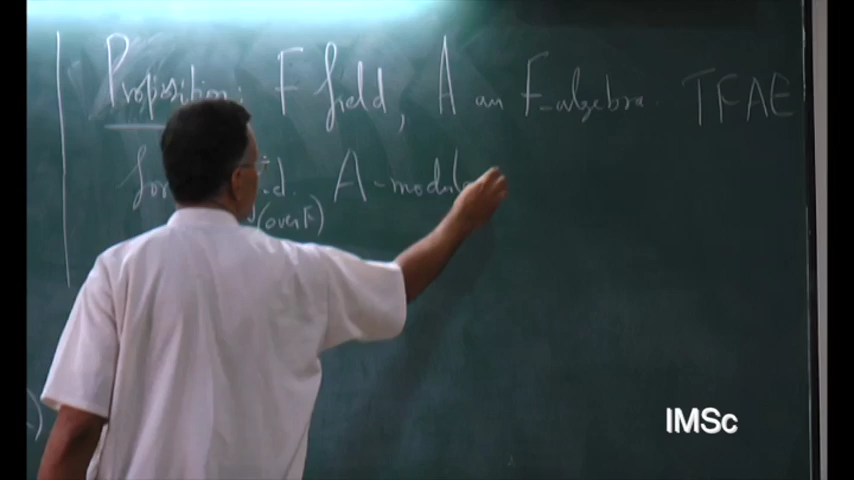 Proposition: F field, A an F-algebra. TFAE
for .d. A-module
(over F)
IMSc